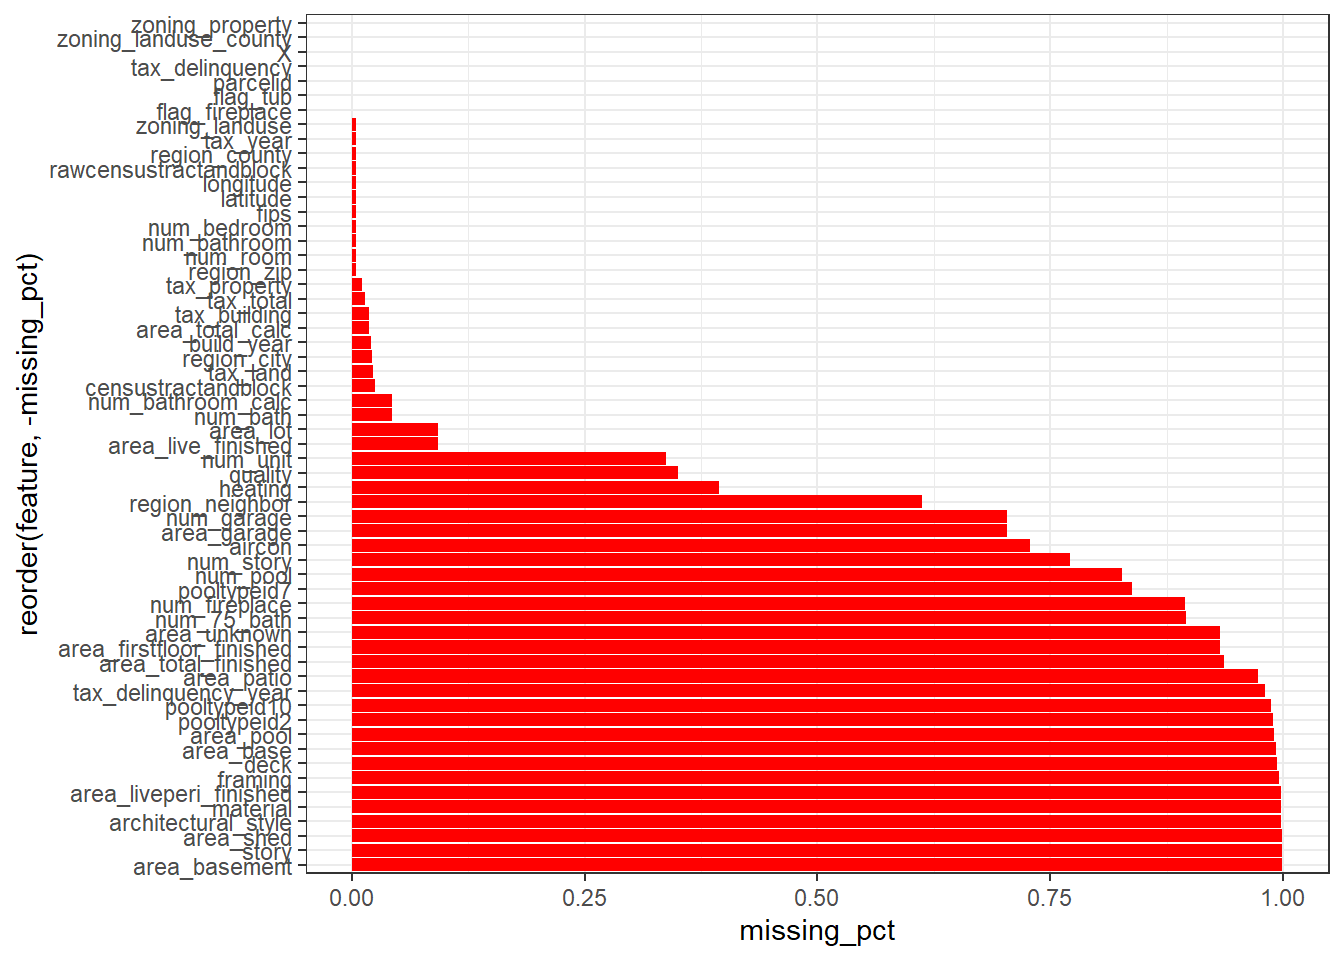 zoning_property
zoning_landuse_county
X
tax_delinquency
parcelid
flag_tub
flag_fireplace
zoning_landuse
tax_year
region_county
rawcensustractandblock
longitude
latitude
fips
num_bedroom
num_bathroom
num_room
region_zip
tax_property
tax_total
tax_building
area_total_calc
build_year
region_city
tax_land
censustractandblock
num_bathroom_calc
num_bath
area_lot
area_live_finished
num_unit
quality
heating
region_neighbor
num_garage
area_garage
aircon
num_story
num_pool
pooltypeid7
num_fireplace
num_75_bath
area_unknown
area_firstfloor_finished
area_total_finished
area_patio
tax_delinquency_year
pooltypeid10
pooltypeid2
area_pool
area_base
deck
framing
area_liveperi_finished
material
architectural_style
area_shed
story
area_basement
reorder(feature, -missing_pct)
0.00 0.25 0.50 0.75 1.00
missing_pct